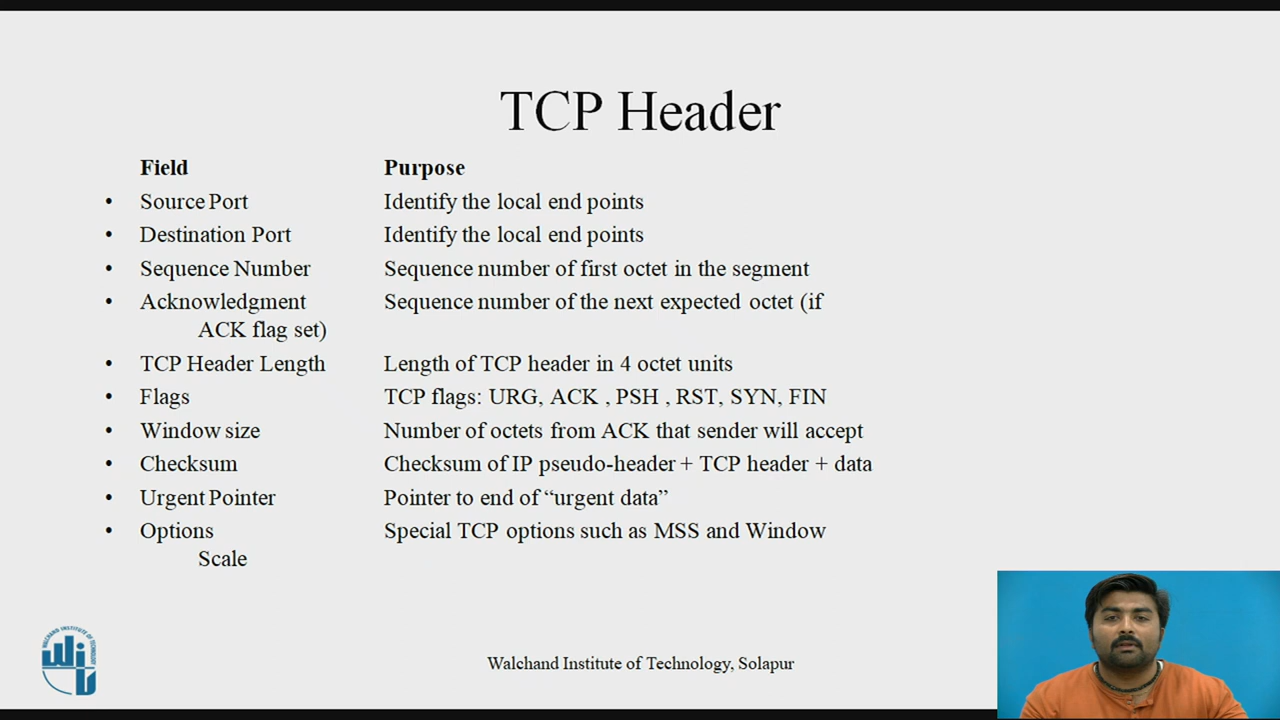 TCP Header
Field Purpose
• Source Port Identify the local end points
• Destination Port Identify the local end points
• Sequence Number Sequence number of first octet in the segment
• Acknowledgment Sequence number of the next expected octet (if
ACK flag set)
• TCP Header Length Length of TCP header in 4 octet units
• Flags TCP flags: URG, ACK , PSH , RST, SYN, FIN
• Window size Number of octets from ACK that sender will accept
• Checksum Checksum of IP pseudo-header + TCP header + data
• Urgent Pointer Pointer to end of “urgent data”
• Options Special TCP options such as MSS and Window
Scale
WALCHAND INSTITUTE OF TECHNOLOGY
WiT
Walchand Institute of Technology, Solapur